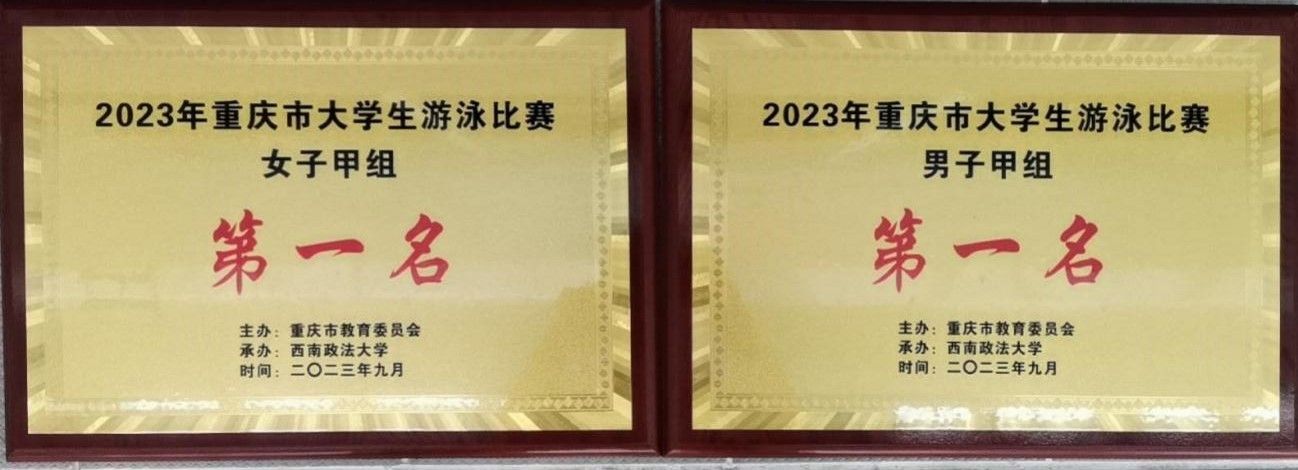 2023年重庆市大学生游泳比赛
女子甲组
第一名
主办：重庆市教育委员会
承办：西南政法大学
时间：二〇二三年九月
2023年重庆市大学生游泳比赛
男子甲组
第一名
主办：重庆市教育委员会
承办：西南政法大学
时间：二〇二三年九月